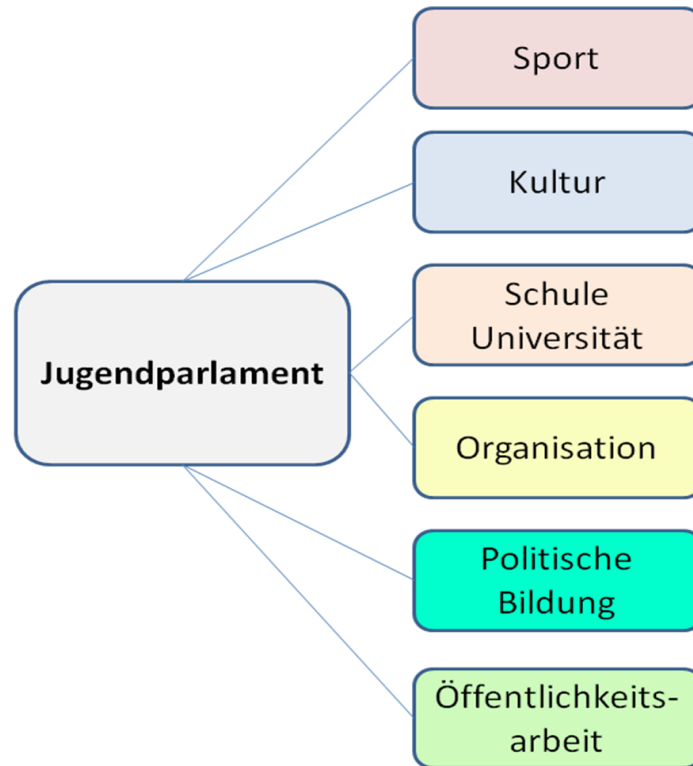 Sport
Kultur
Schule
Universität
Jugendparlament
Organisation
Politische
Bildung
Öffentlichkeits-
arbeit